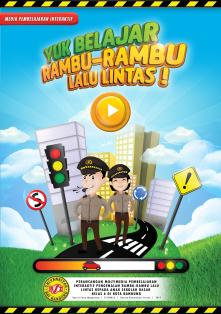 MEDIA PEMBELAJARAN INTERAKTIF
YUK BELAJAR
RAMBU-RAMBU
LALU LINTAS!
PERANCANGAN MULTIMEDIA PEMBELAJARAN
INTERAKTIF PENGENALAN RAMBU-RAMBU LALU
LINTAS KEPADA ANAK SEKOLAH DASAR
KELAS 6 DI KOTA BANDUNG